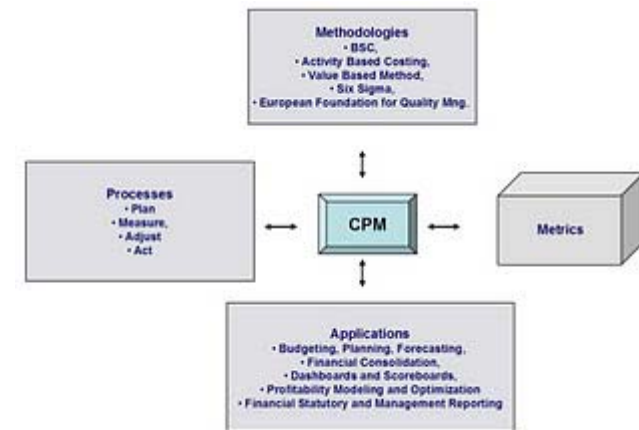 Methodologies
• BSC,
• Activity Based Costing,
• Value Based Method,
• Six Sigma,
• European Foundation for Quality Mng.
Processes
• Plan
• Measure,
• Adjust
• Act
CPM
Metrics
Applications
• Budgeting, Planning, Forecasting,
• Financial Consolidation,
• Dashboards and Scoreboards,
• Profitability Modeling and Optimization
• Financial Statutory and Management Reporting